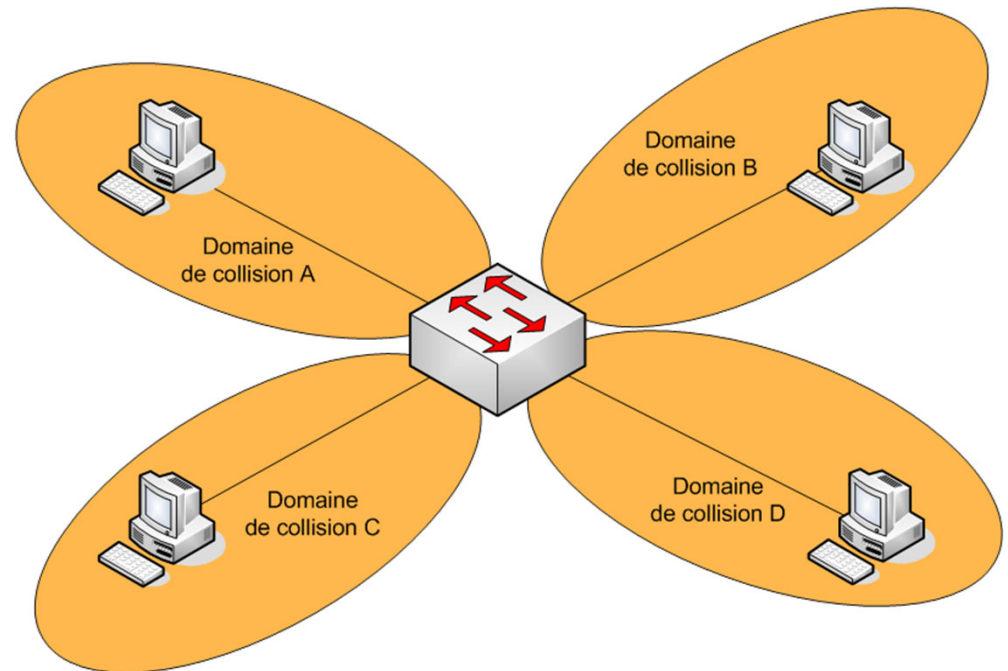 Domaine
de collision A
Domaine
de collision B
Domaine
de collision C
Domaine
de collision D